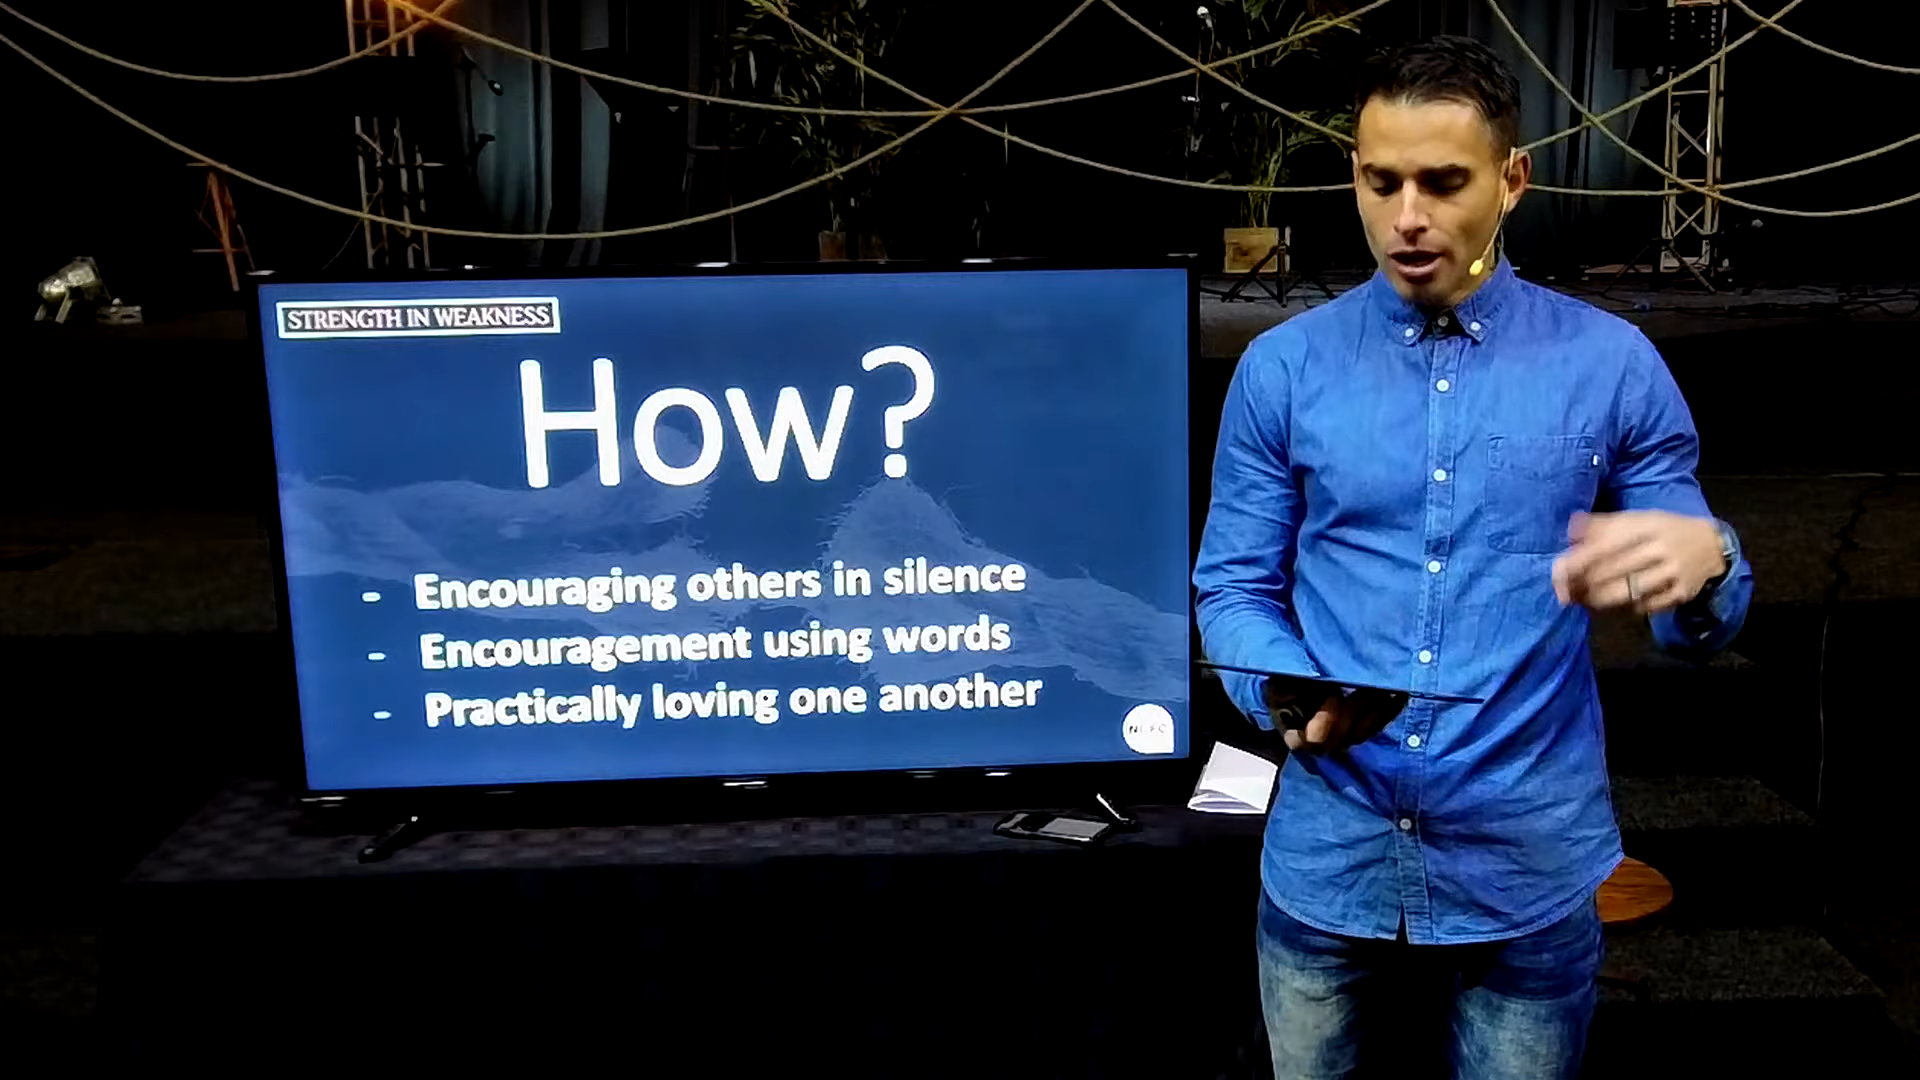 STRENGTH IN WEAKNESS
How?
- Encouraging others in silence
- Encouragement using words
- Practically loving one another